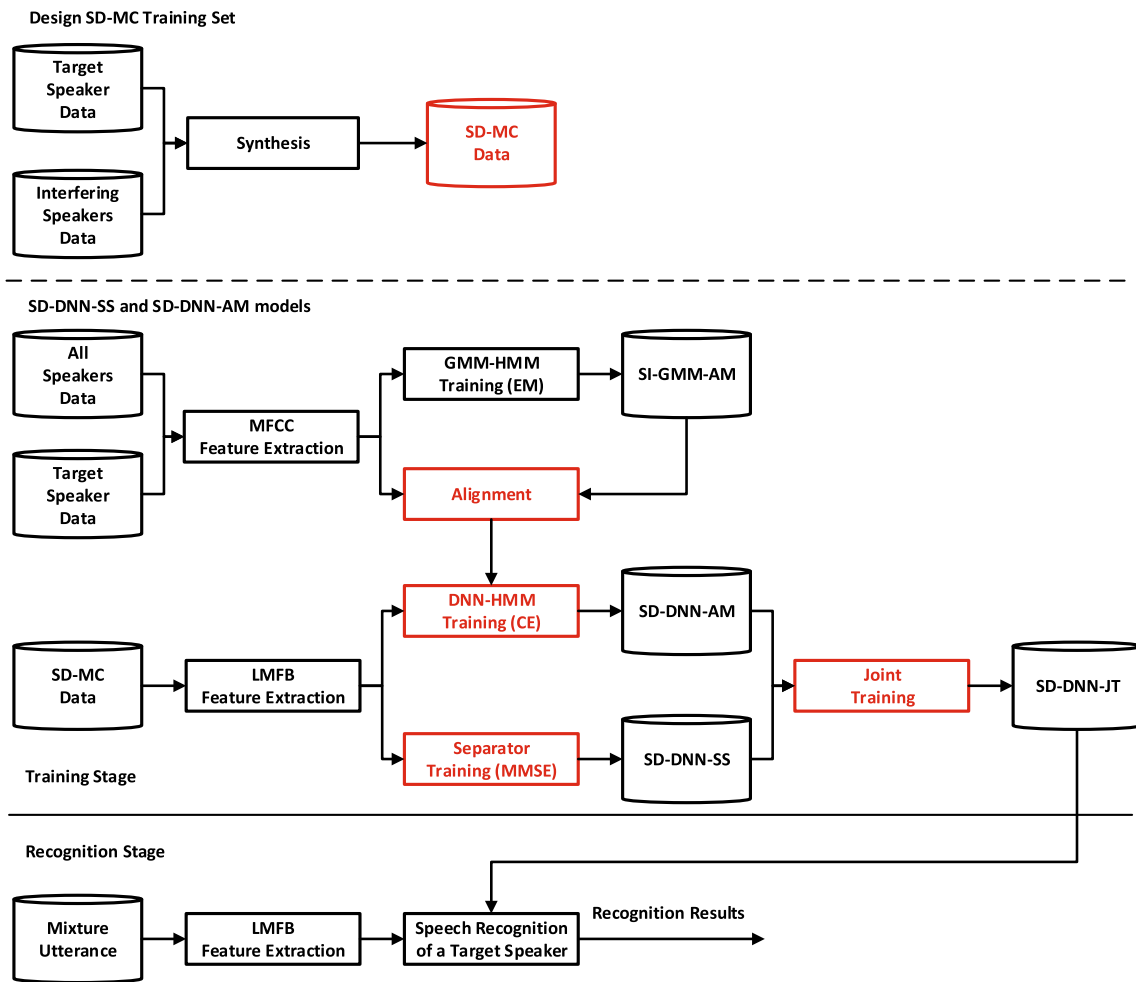 Design SD-MC Training Set
Target
Speaker
Data
Synthesis
SD-MC
Data
Interfering
Speakers
Data
SD-DNN-SS and SD-DNN-AM models
All
Speakers
Data
GMM-HMM
Training (EM)
SI-GMM-AM
MFCC
Feature Extraction
Target
Speaker
Data
Alignment
DNN-HMM
Training (CE)
SD-DNN-AM
SD-MC
Data
LMFB
Feature Extraction
Joint
Training
SD-DNN-JT
Separator
Training (MMSE)
SD-DNN-SS
Training Stage
Recognition Stage
Mixture
Utterance
LMFB
Feature Extraction
Speech Recognition
of a Target Speaker
Recognition Results